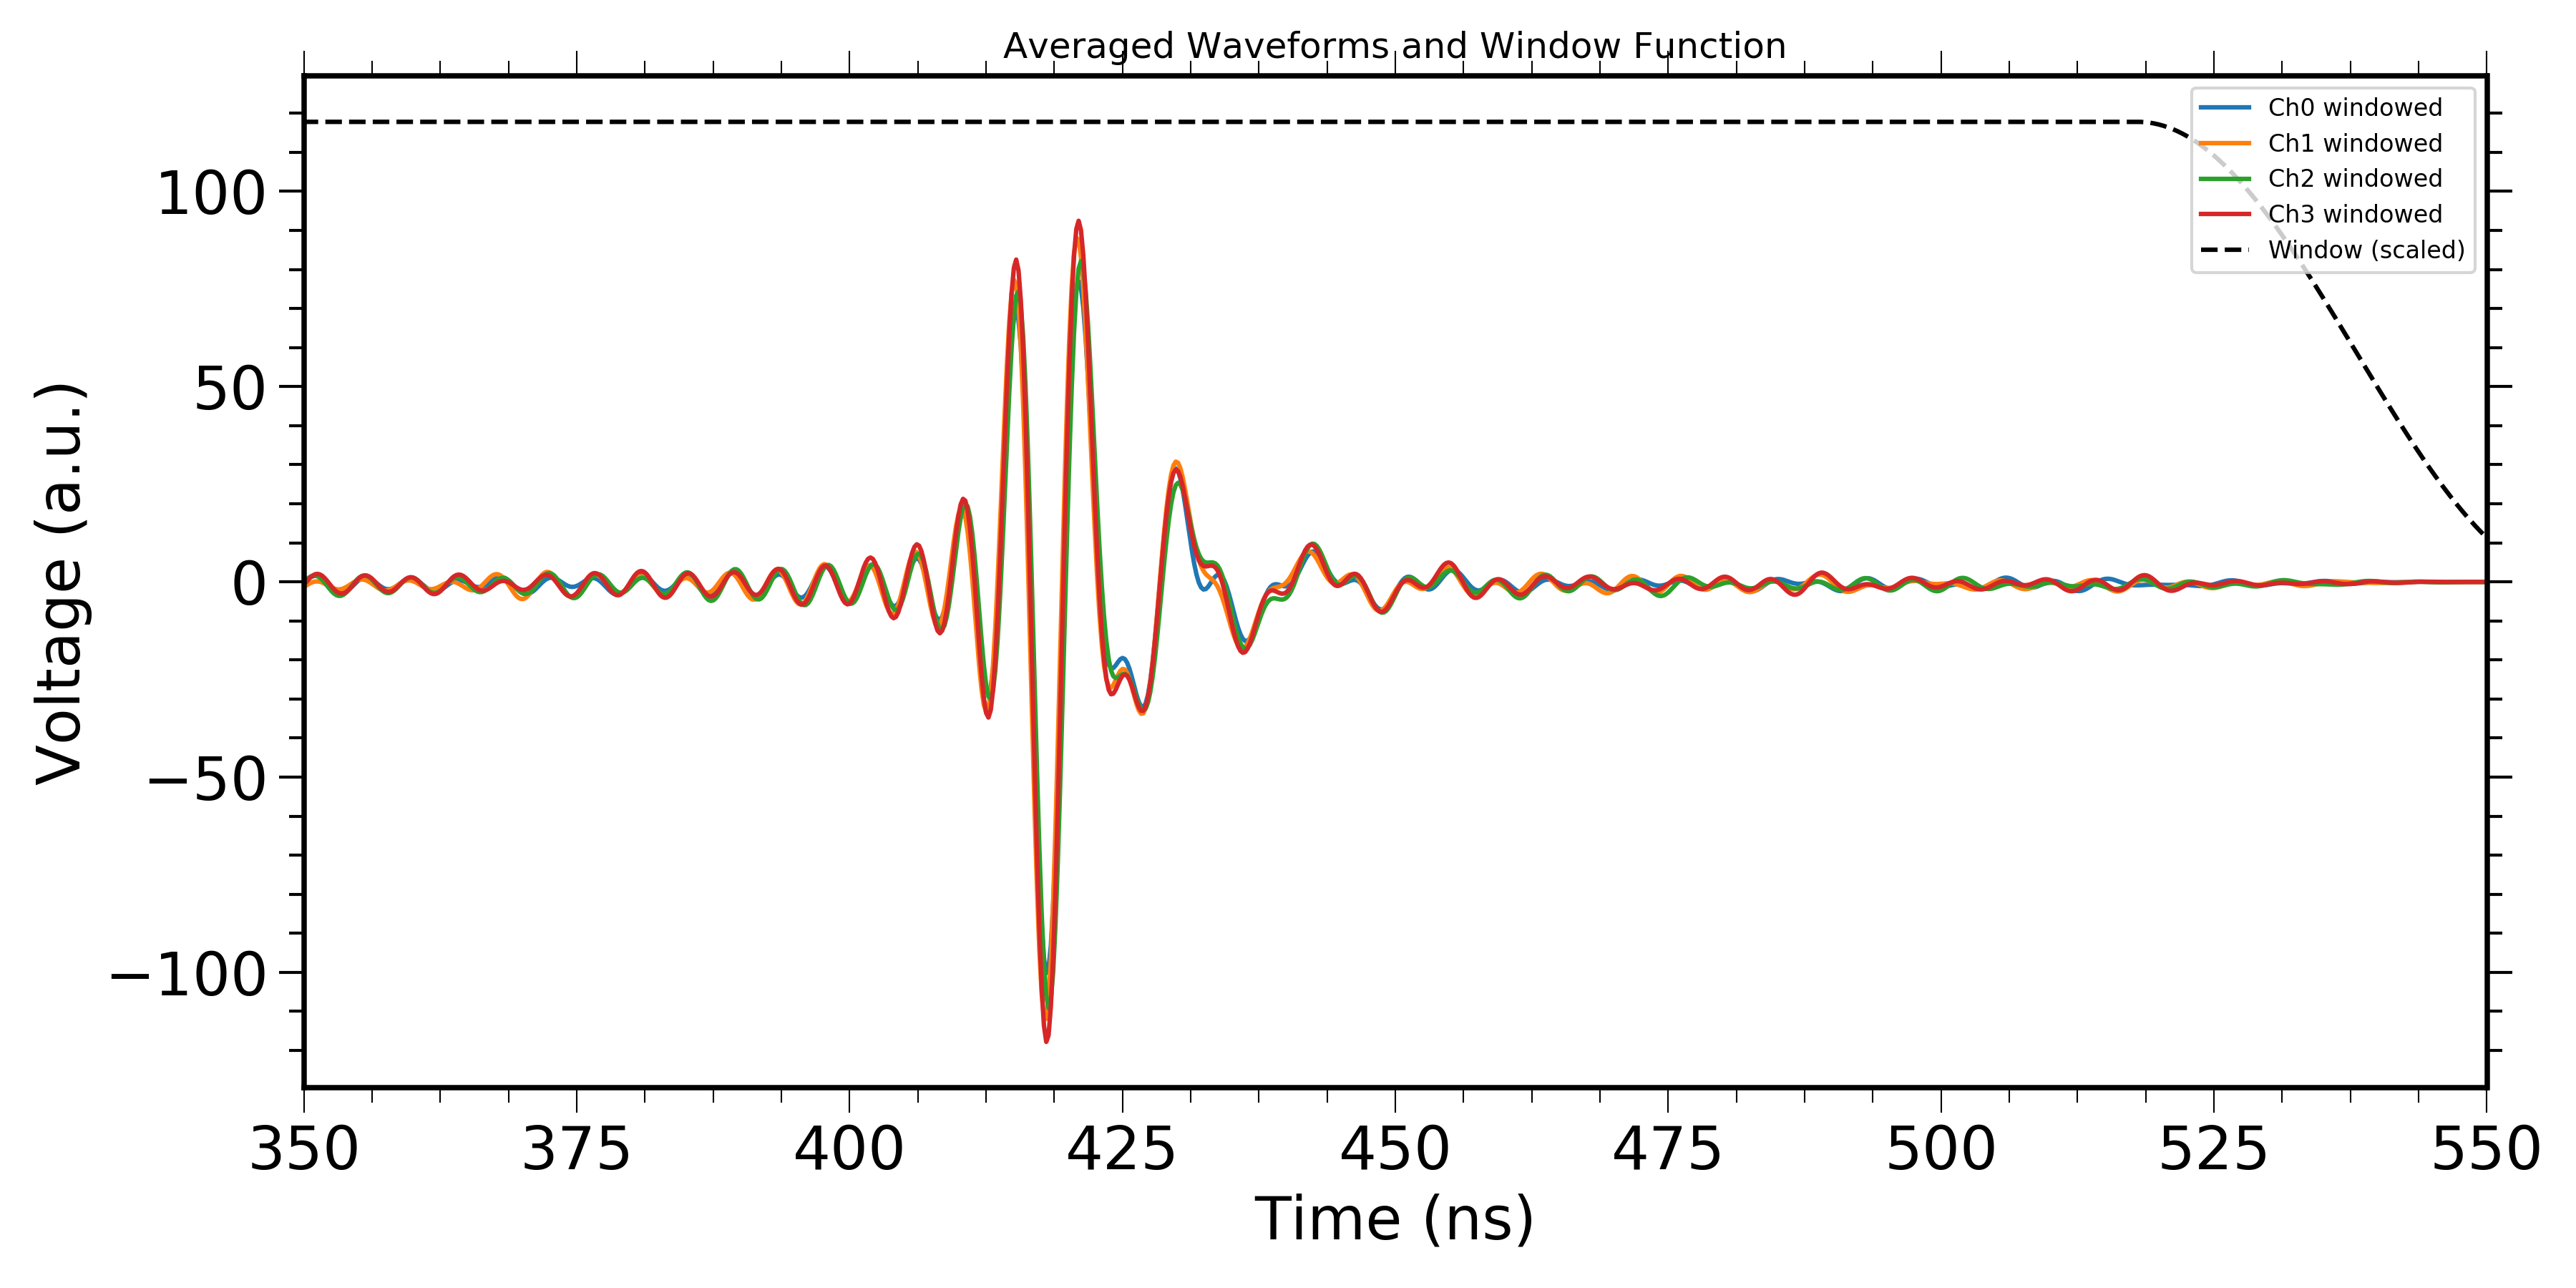 Averaged Waveforms and Window Function
Ch0 windowed
Ch1 windowed
Ch2 windowed
Ch3 windowed
Window (scaled)
100
50
0
−50
−100
Voltage (a.u.)
350 375 400 425 450 475 500 525 550
Time (ns)